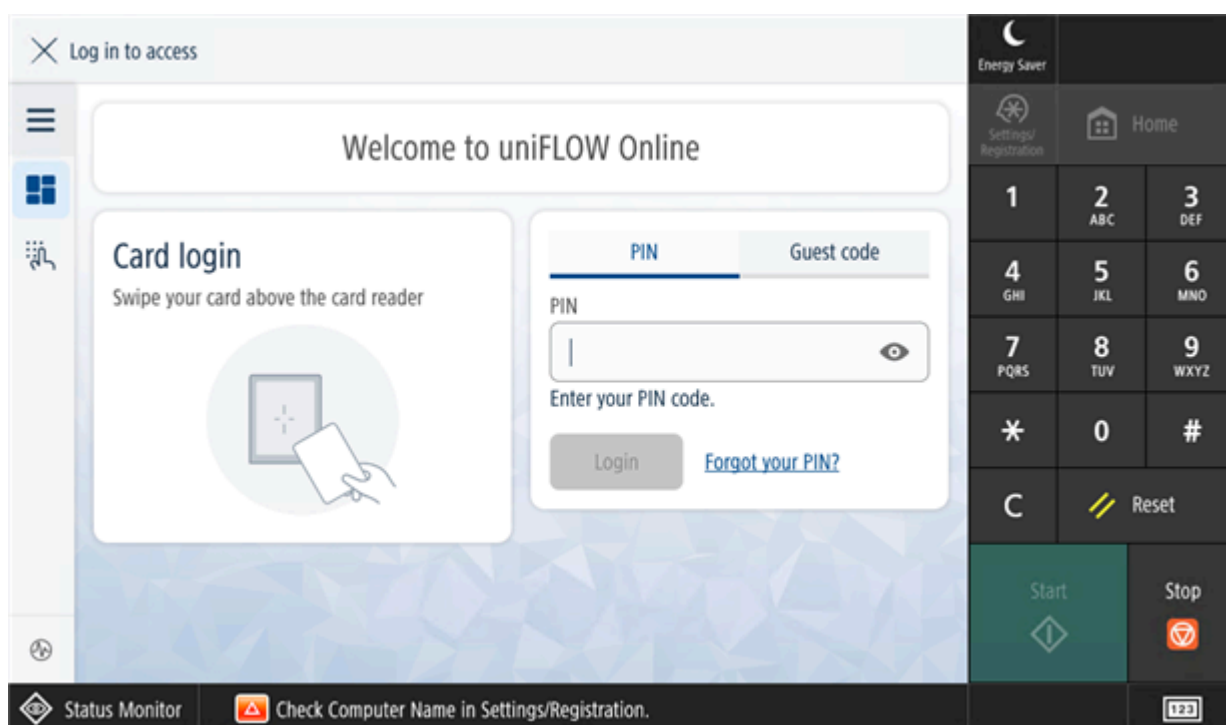 Log in to access
Welcome to uniFLOW Online
Card login
Swipe your card above the card reader
PIN
Guest code
PIN
Enter your PIN code.
Login
Forgot your PIN?
Energy Saver
Settings/
Registration
Home
1
2
ABC
3
DEF
4
GHI
5
JKL
6
MNO
7
PQRS
8
TUV
9
WXYZ
*
0
#
C
Reset
Start
Stop
Status Monitor
Check Computer Name in Settings/Registration.
123